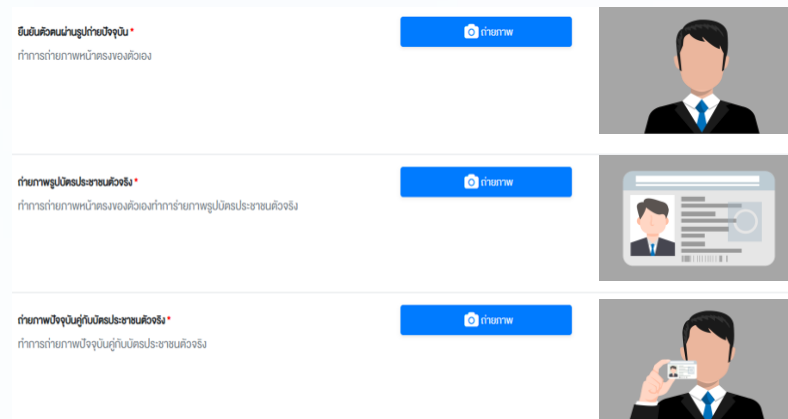 ยืนยันตัวตนผ่านรูปถ่ายปัจจุบัน *
ถ่ายภาพ
ทำการถ่ายภาพหน้าตรงของตัวเอง
ถ่ายภาพรูปบัตรประชาชนตัวจริง *
ถ่ายภาพ
ทำการถ่ายภาพหน้าตรงของตัวเองทำการร่ายภาพรูปบัตรประชาชนตัวจริง
ถ่ายภาพปัจจุบันคู่กับบัตรประชาชนตัวจริง *
ถ่ายภาพ
ทำการถ่ายภาพปัจจุบันคู่กับบัตรประชาชนตัวจริง